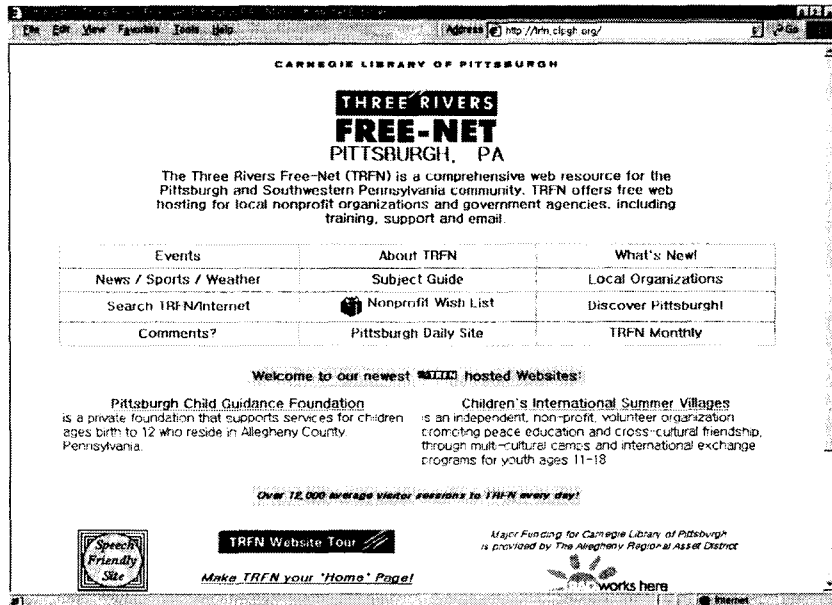 File Edit View Favorites Tools Help
Address http://trfn.clpgh.org/ Go
CARNEGIE LIBRARY OF PITTSBURGH
THREE RIVERS
FREE-NET
PITTSBURGH, PA
The Three Rivers Free-Net (TRFN) is a comprehensive web resource for the
Pittsburgh and Southwestern Pennsylvania community. TRFN offers free web
hosting for local nonprofit organizations and government agencies, including
training, support and email.
Events About TRFN What's New!
News / Sports / Weather Subject Guide Local Organizations
Search TRFN/Internet Nonprofit Wish List Discover Pittsburgh!
Comments? Pittsburgh Daily Site TRFN Monthly
Welcome to our newest TRFN hosted Websites:
Pittsburgh Child Guidance Foundation
is a private foundation that supports services for children
ages birth to 12 who reside in Allegheny County,
Pennsylvania.
Children's International Summer Villages
is an independent, non-profit, volunteer organization
promoting peace education and cross-cultural friendship,
through multi-cultural camps and international exchange
programs for youth ages 11-18
Over 12,000 average visitor sessions to TRFN every day!
Speech
Friendly
Site
TRFN Website Tour
Make TRFN your "Home" Page!
Major Funding for Carnegie Library of Pittsburgh
is provided by The Allegheny Regional Asset District
works here
Internet